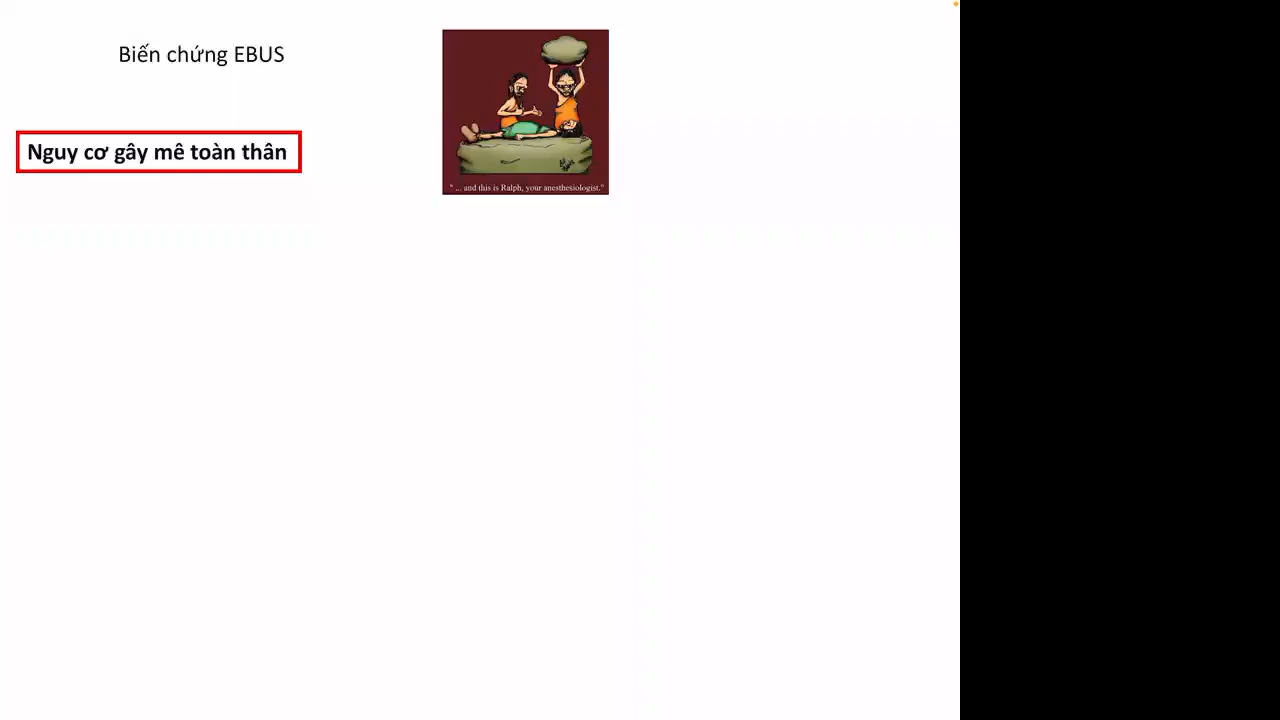 Biến chứng EBUS
Nguy cơ gây mê toàn thân
" ... and this is Ralph, your anesthesiologist."